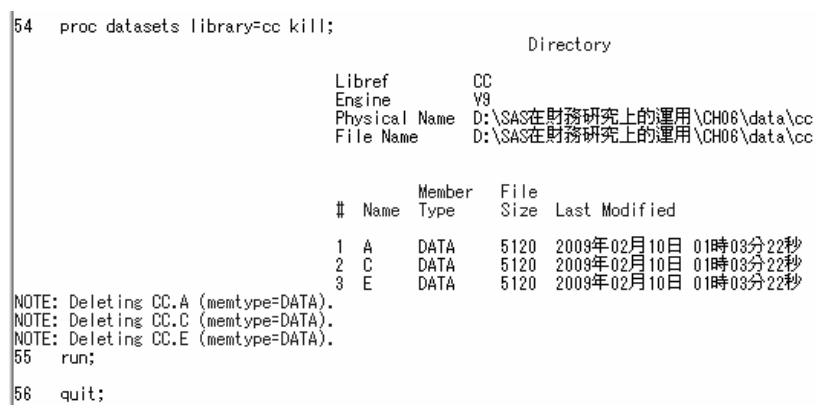 54 proc datasets library=cc kill;
Directory
Libref CC
Engine V9
Physical Name D:\SAS在財務研究上的運用\CH06\data\cc
File Name D:\SAS在財務研究上的運用\CH06\data\cc
Member File
# Name Type Size Last Modified
1 A DATA 5120 2009年02月10日 01時03分22秒
2 C DATA 5120 2009年02月10日 01時03分22秒
3 E DATA 5120 2009年02月10日 01時03分22秒
NOTE: Deleting CC.A (memtype=DATA).
NOTE: Deleting CC.C (memtype=DATA).
NOTE: Deleting CC.E (memtype=DATA).
55 run;
56 quit;